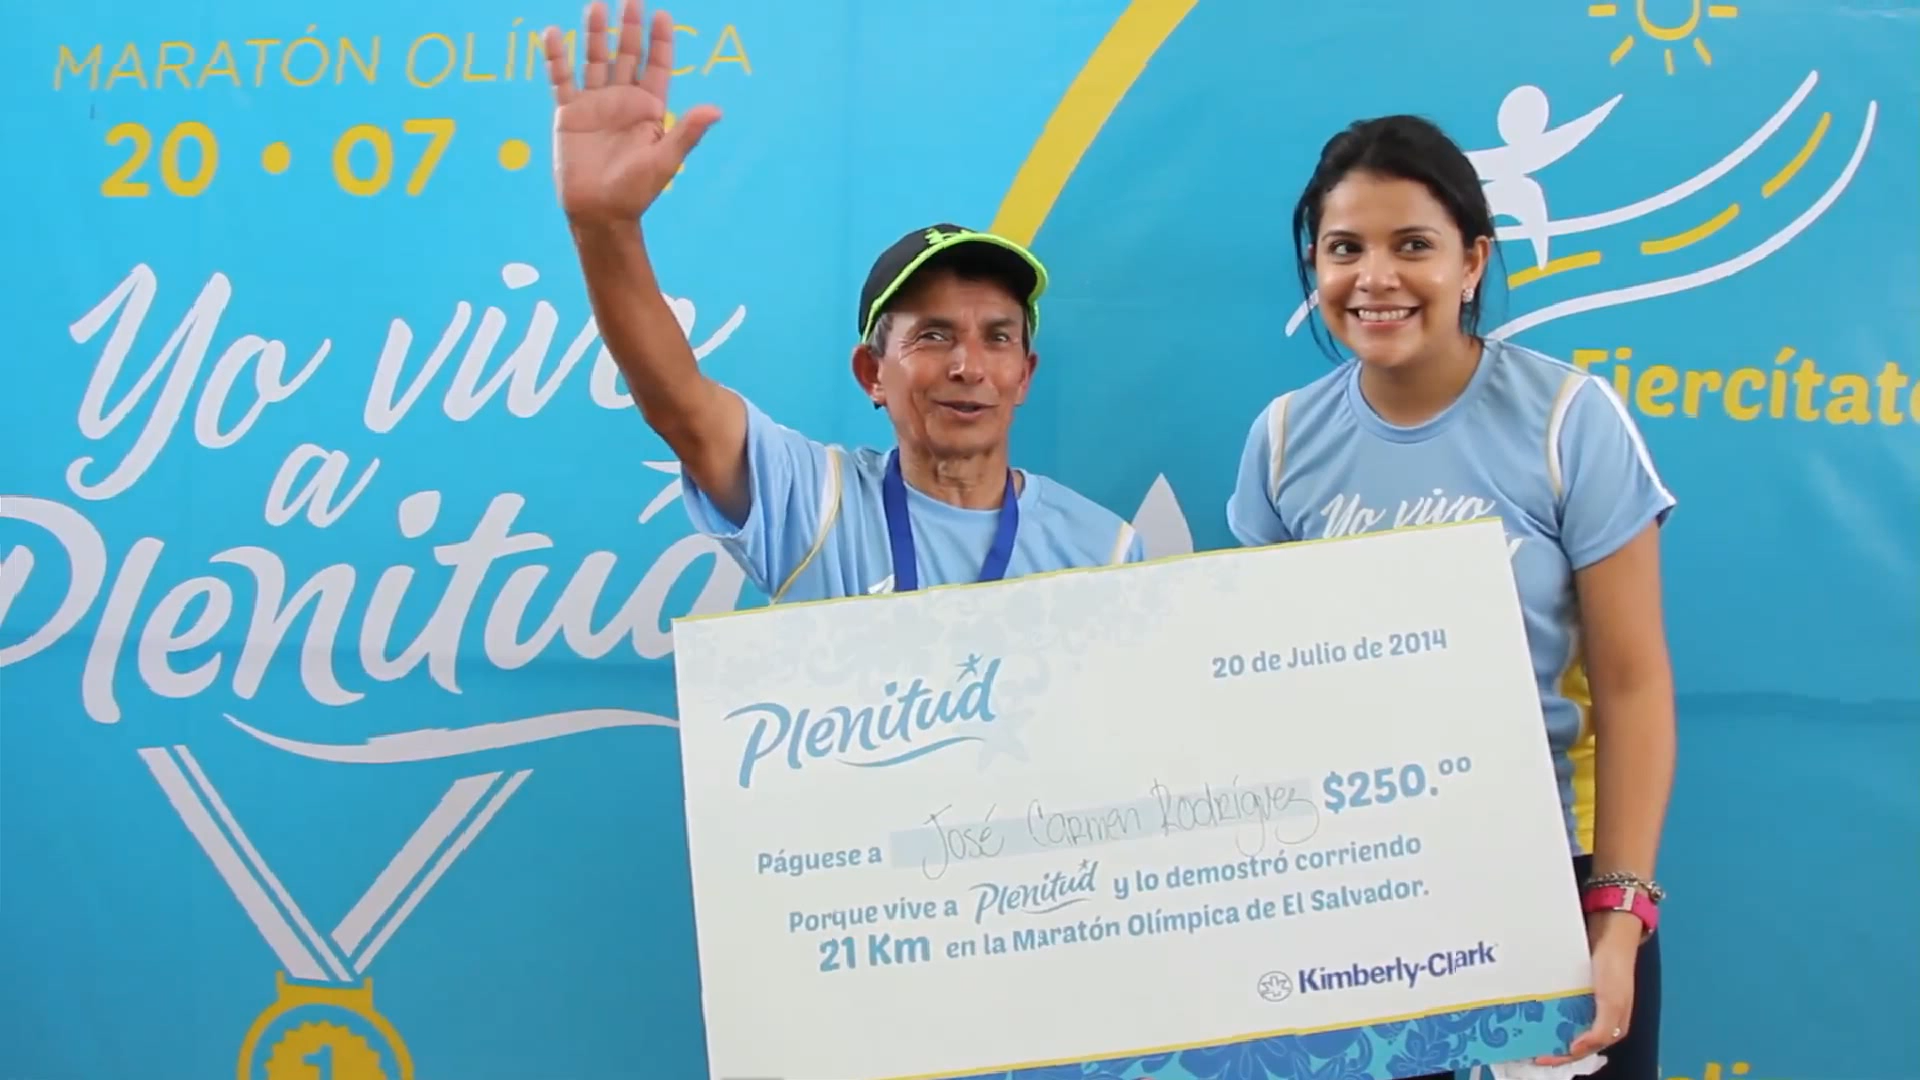 MARATÓN OLÍMPICA
20 • 07 •
Yo vivo
a
Plenitud
1
Ejercítate
Yo vivo
Plenitud
20 de Julio de 2014
Páguese a José Carmen Rodríguez $250.⁰⁰
Porque vive a Plenitud y lo demostró corriendo
21 Km en la Maratón Olímpica de El Salvador.
Kimberly-Clark